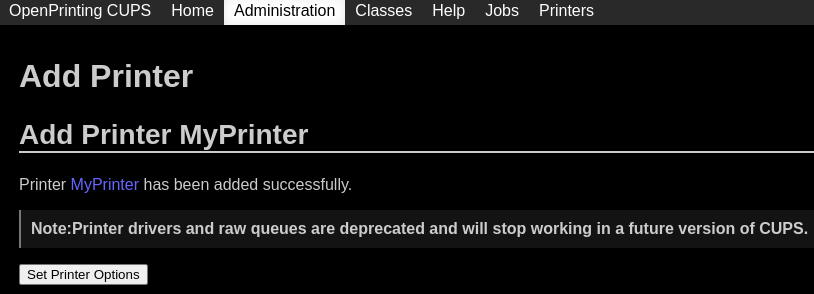 OpenPrinting CUPS Home Administration Classes Help Jobs Printers
Add Printer
Add Printer MyPrinter
Printer MyPrinter has been added successfully.
Note:Printer drivers and raw queues are deprecated and will stop working in a future version of CUPS.
Set Printer Options